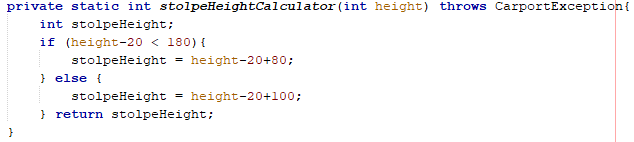 private static int stolpeHeightCalculator(int height) throws CarportException{
    int stolpeHeight;
    if (height-20 < 180){
        stolpeHeight = height-20+80;
    } else {
        stolpeHeight = height-20+100;
    } return stolpeHeight;
}